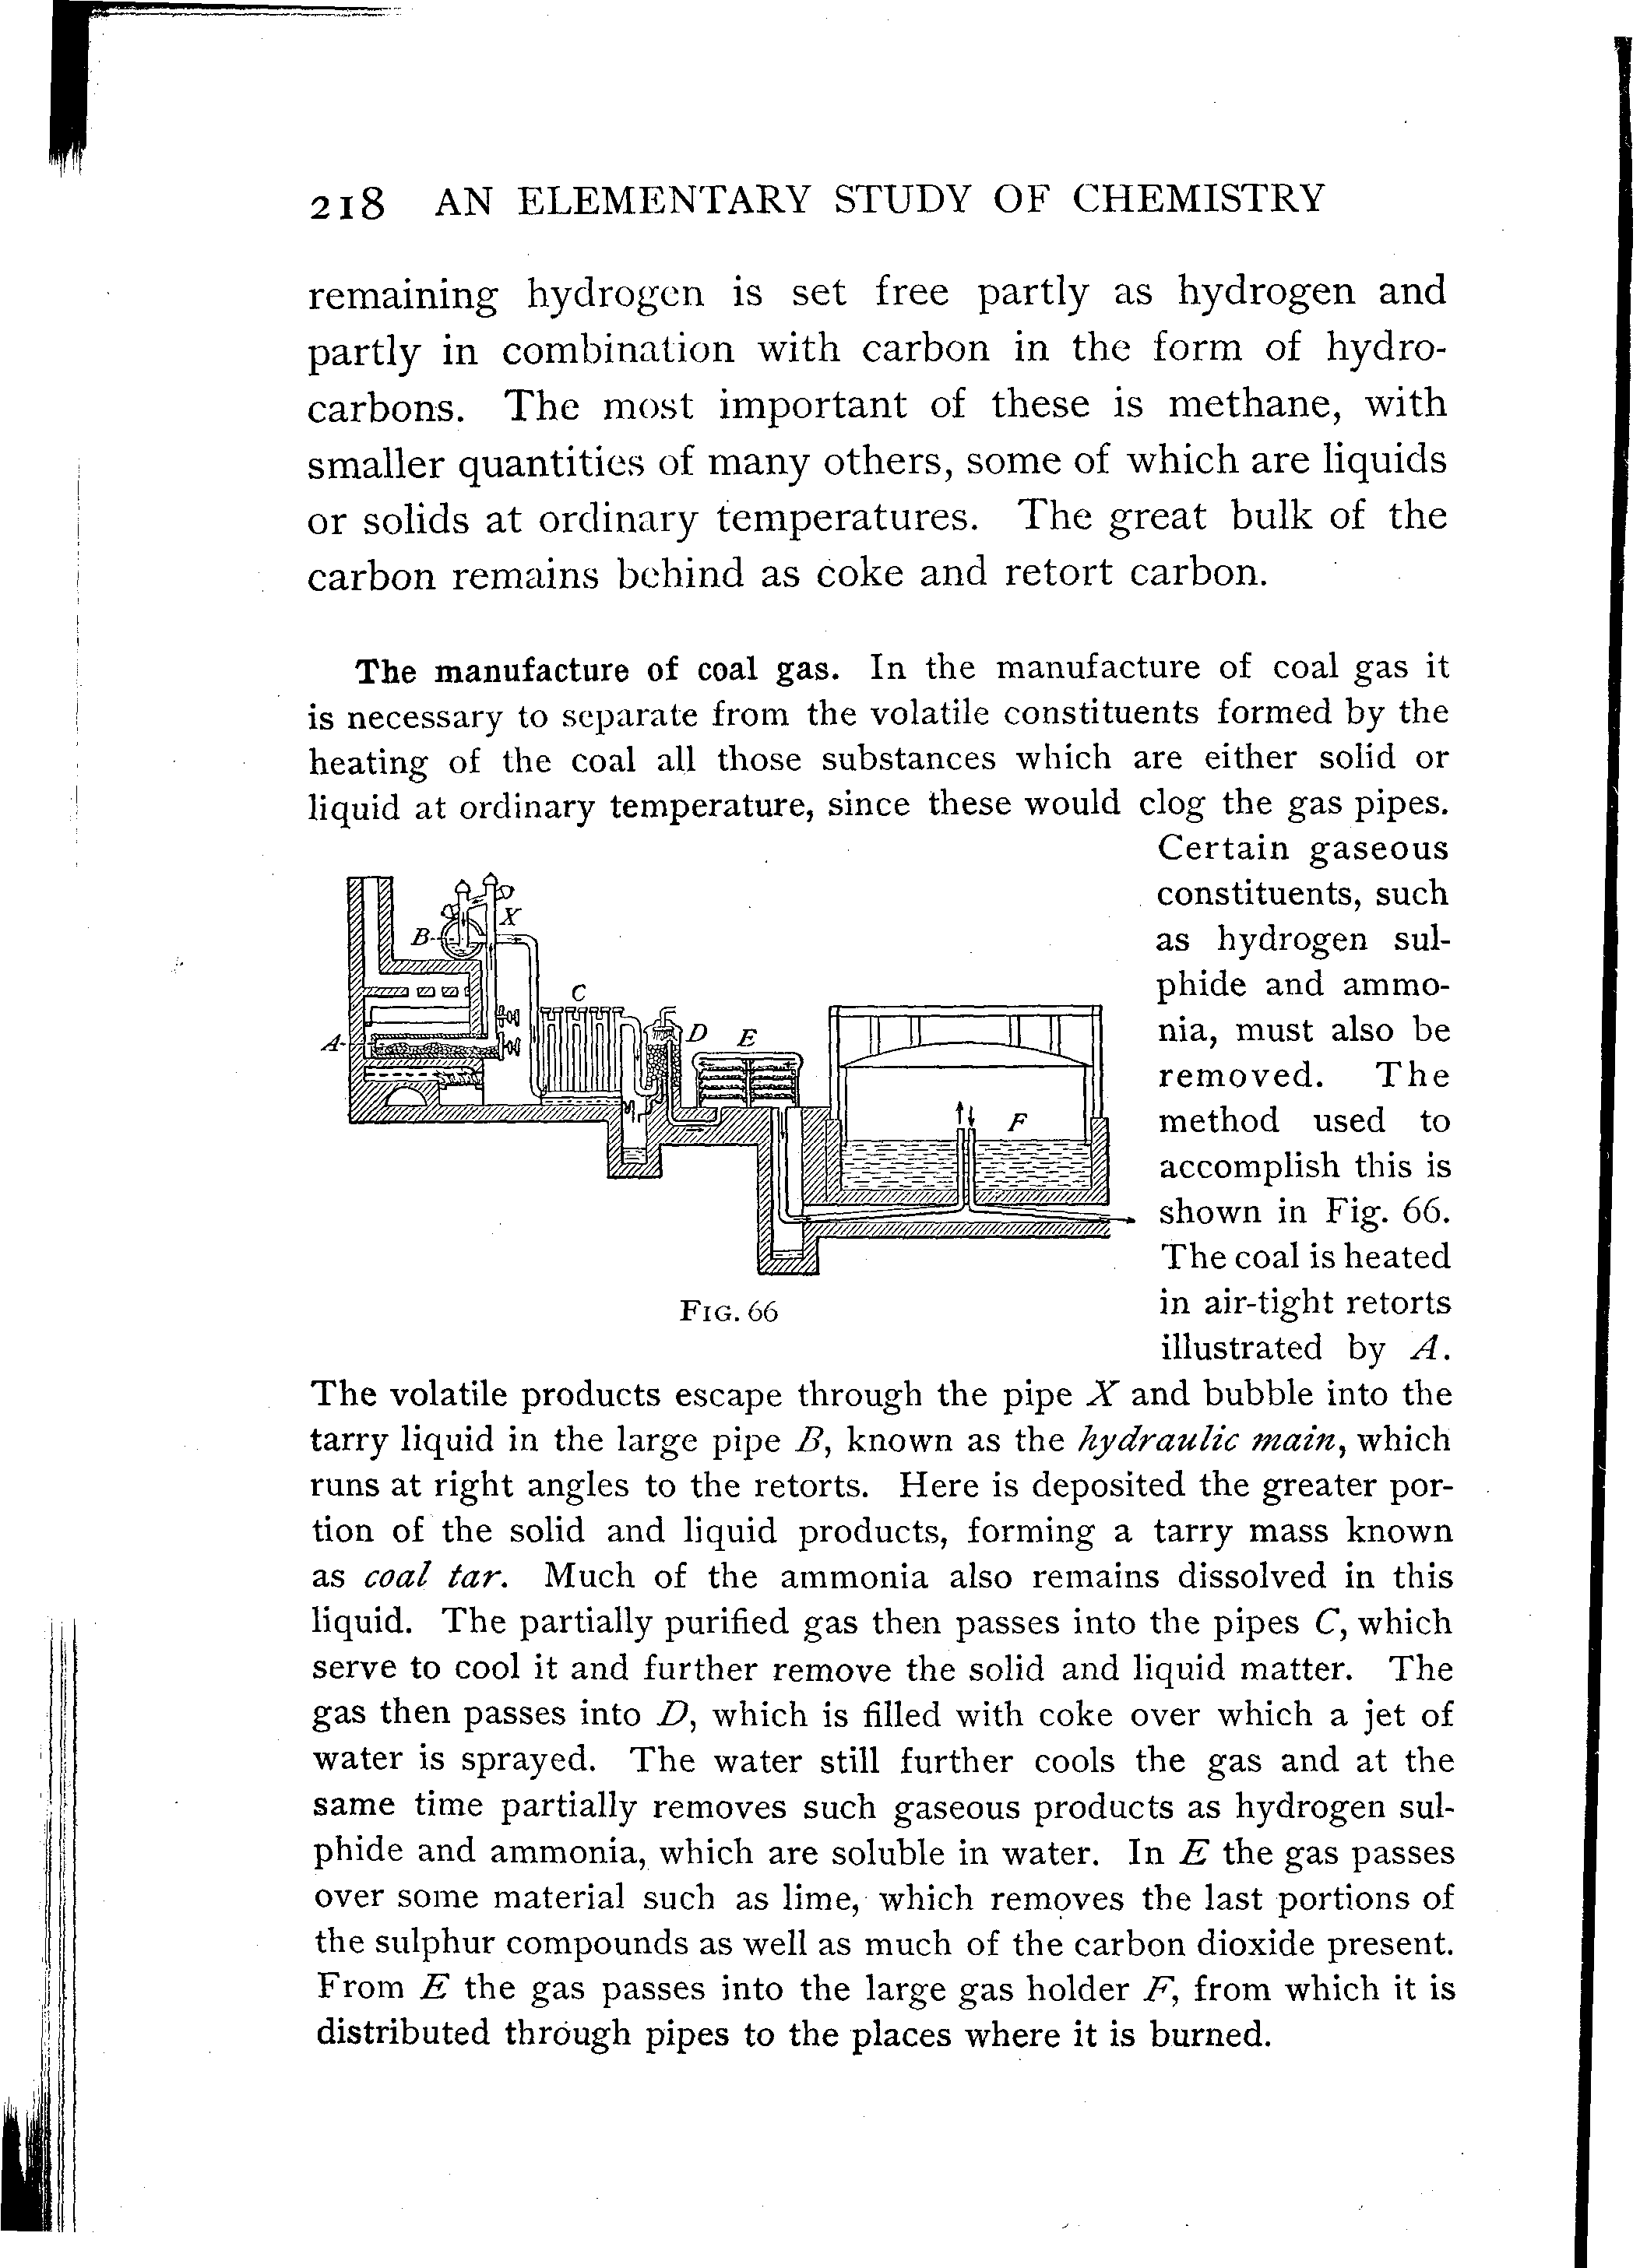 218 AN ELEMENTARY STUDY OF CHEMISTRY
remaining hydrogen is set free partly as hydrogen and
partly in combination with carbon in the form of hydro-
carbons. The most important of these is methane, with
smaller quantities of many others, some of which are liquids
or solids at ordinary temperatures. The great bulk of the
carbon remains behind as coke and retort carbon.
The manufacture of coal gas. In the manufacture of coal gas it
is necessary to separate from the volatile constituents formed by the
heating of the coal all those substances which are either solid or
liquid at ordinary temperature, since these would clog the gas pipes.
Certain gaseous
constituents, such
as hydrogen sul-
phide and ammo-
nia, must also be
removed. The
method used to
accomplish this is
shown in Fig. 66.
The coal is heated
in air-tight retorts
illustrated by A.
X
B
C
A
D
E
F
FIG. 66
The volatile products escape through the pipe X and bubble into the
tarry liquid in the large pipe B, known as the hydraulic main, which
runs at right angles to the retorts. Here is deposited the greater por-
tion of the solid and liquid products, forming a tarry mass known
as coal tar. Much of the ammonia also remains dissolved in this
liquid. The partially purified gas then passes into the pipes C, which
serve to cool it and further remove the solid and liquid matter. The
gas then passes into D, which is filled with coke over which a jet of
water is sprayed. The water still further cools the gas and at the
same time partially removes such gaseous products as hydrogen sul-
phide and ammonia, which are soluble in water. In E the gas passes
over some material such as lime, which removes the last portions of
the sulphur compounds as well as much of the carbon dioxide present.
From E the gas passes into the large gas holder F, from which it is
distributed through pipes to the places where it is burned.